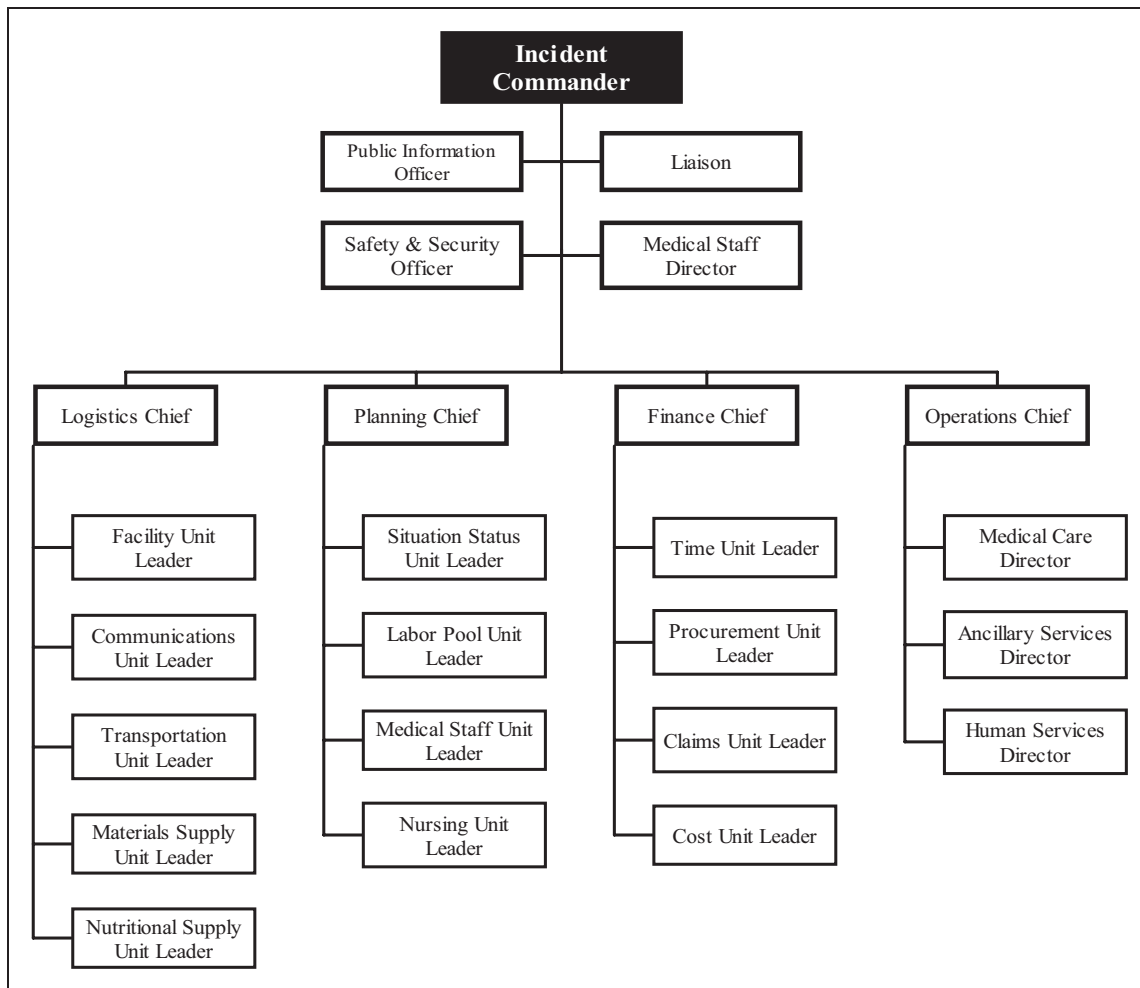 Incident
Commander
Public Information
Officer
Liaison
Safety & Security
Officer
Medical Staff
Director
Logistics Chief
Planning Chief
Finance Chief
Operations Chief
Facility Unit
Leader
Communications
Unit Leader
Transportation
Unit Leader
Materials Supply
Unit Leader
Nutritional Supply
Unit Leader
Situation Status
Unit Leader
Labor Pool Unit
Leader
Medical Staff Unit
Leader
Nursing Unit
Leader
Time Unit Leader
Procurement Unit
Leader
Claims Unit Leader
Cost Unit Leader
Medical Care
Director
Ancillary Services
Director
Human Services
Director